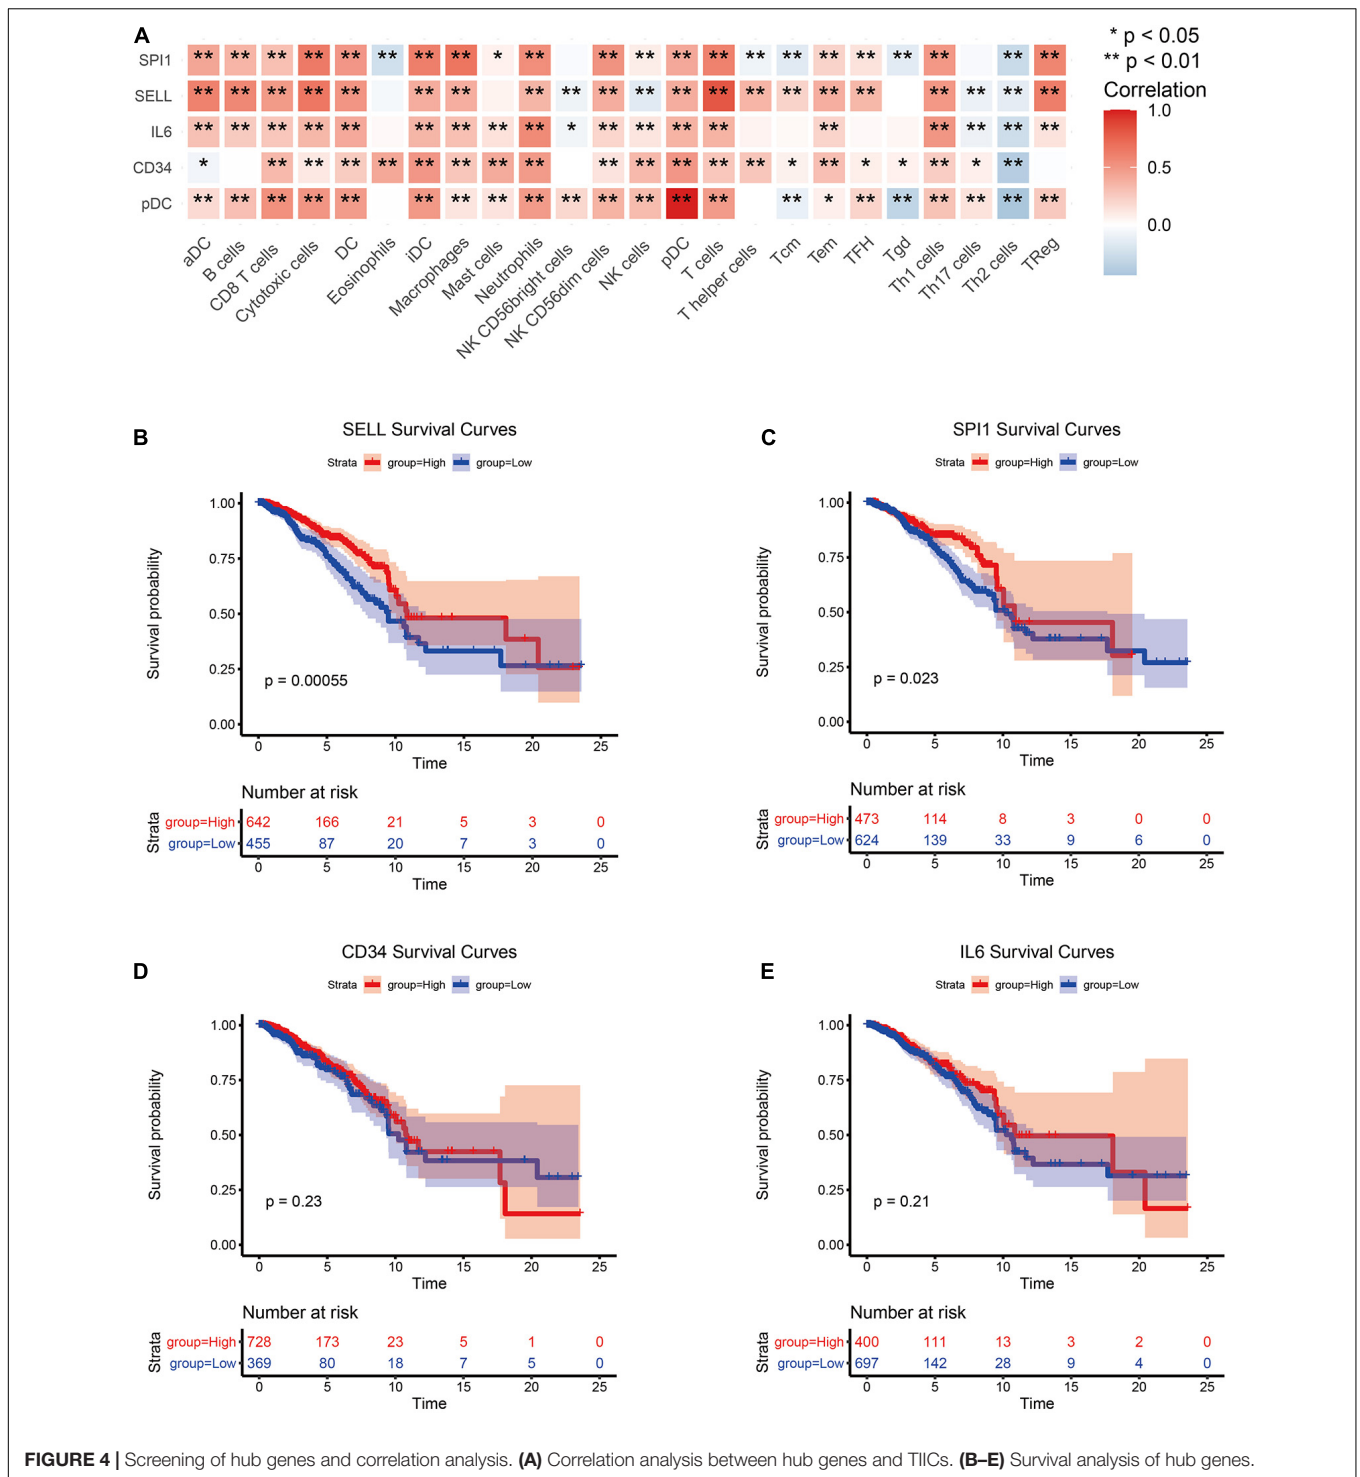 A
* p < 0.05
** p < 0.01
Correlation
1.0
0.5
0.0
SPI1 ** ** ** ** ** ** ** ** * ** ** ** ** ** ** ** ** ** ** ** ** **
SELL ** ** ** ** ** ** ** ** ** ** ** ** ** ** ** ** ** ** ** ** **
IL6 ** ** ** ** ** ** ** ** ** * ** ** ** ** ** ** ** ** **
CD34 * ** ** ** ** ** ** ** ** ** ** ** ** ** * ** * * ** * **
pDC ** ** ** ** ** ** ** ** ** ** ** ** ** ** ** * ** ** ** ** ** **
aDC
B cells
CD8 T cells
Cytotoxic cells
DC
Eosinophils
iDC
Macrophages
Mast cells
Neutrophils
NK CD56bright cells
NK CD56dim cells
NK cells
pDC
T cells
T helper cells
Tcm
Tem
TFH
Tgd
Th1 cells
Th17 cells
Th2 cells
TReg
B
SELL Survival Curves
Strata group=High group=Low
Survival probability
1.00
0.75
0.50
0.25
0.00
p = 0.00055
0 5 10 15 20 25
Time
Number at risk
Strata
group=High 642 166 21 5 3 0
group=Low 455 87 20 7 3 0
0 5 10 15 20 25
Time
C
SPI1 Survival Curves
Strata group=High group=Low
Survival probability
1.00
0.75
0.50
0.25
0.00
p = 0.023
0 5 10 15 20 25
Time
Number at risk
Strata
group=High 473 114 8 3 0 0
group=Low 624 139 33 9 6 0
0 5 10 15 20 25
Time
D
CD34 Survival Curves
Strata group=High group=Low
Survival probability
1.00
0.75
0.50
0.25
0.00
p = 0.23
0 5 10 15 20 25
Time
Number at risk
Strata
group=High 728 173 23 5 1 0
group=Low 369 80 18 7 5 0
0 5 10 15 20 25
Time
E
IL6 Survival Curves
Strata group=High group=Low
Survival probability
1.00
0.75
0.50
0.25
0.00
p = 0.21
0 5 10 15 20 25
Time
Number at risk
Strata
group=High 400 111 13 3 2 0
group=Low 697 142 28 9 4 0
0 5 10 15 20 25
Time
FIGURE 4 | Screening of hub genes and correlation analysis. (A) Correlation analysis between hub genes and TIICs. (B–E) Survival analysis of hub genes.